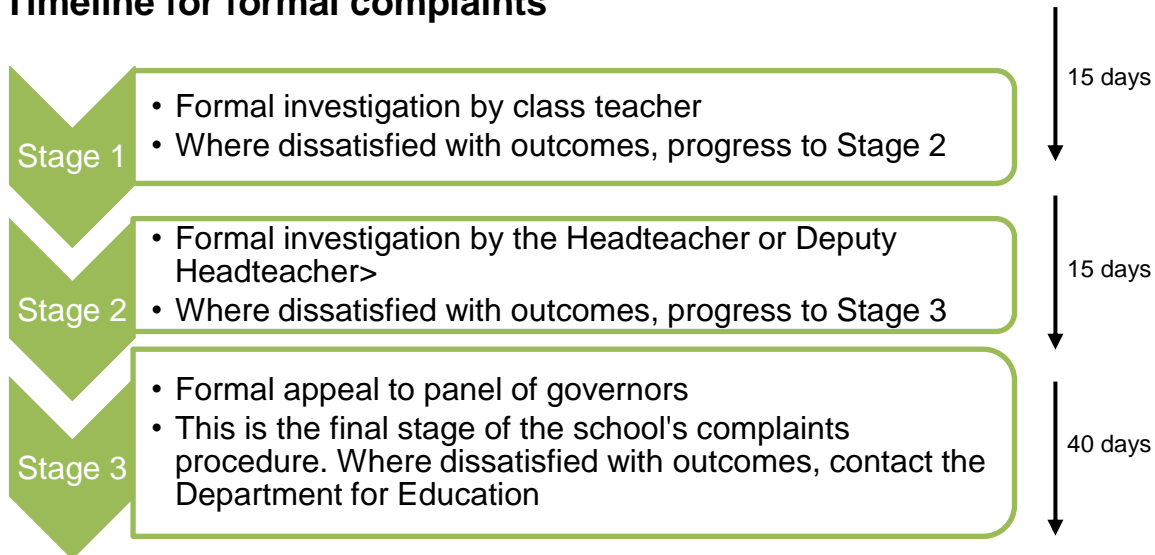 Timeline for formal complaints
15 days
Stage 1
• Formal investigation by class teacher
• Where dissatisfied with outcomes, progress to Stage 2
Stage 2
• Formal investigation by the Headteacher or Deputy
Headteacher>
• Where dissatisfied with outcomes, progress to Stage 3
15 days
Stage 3
• Formal appeal to panel of governors
• This is the final stage of the school's complaints
procedure. Where dissatisfied with outcomes, contact the
Department for Education
40 days